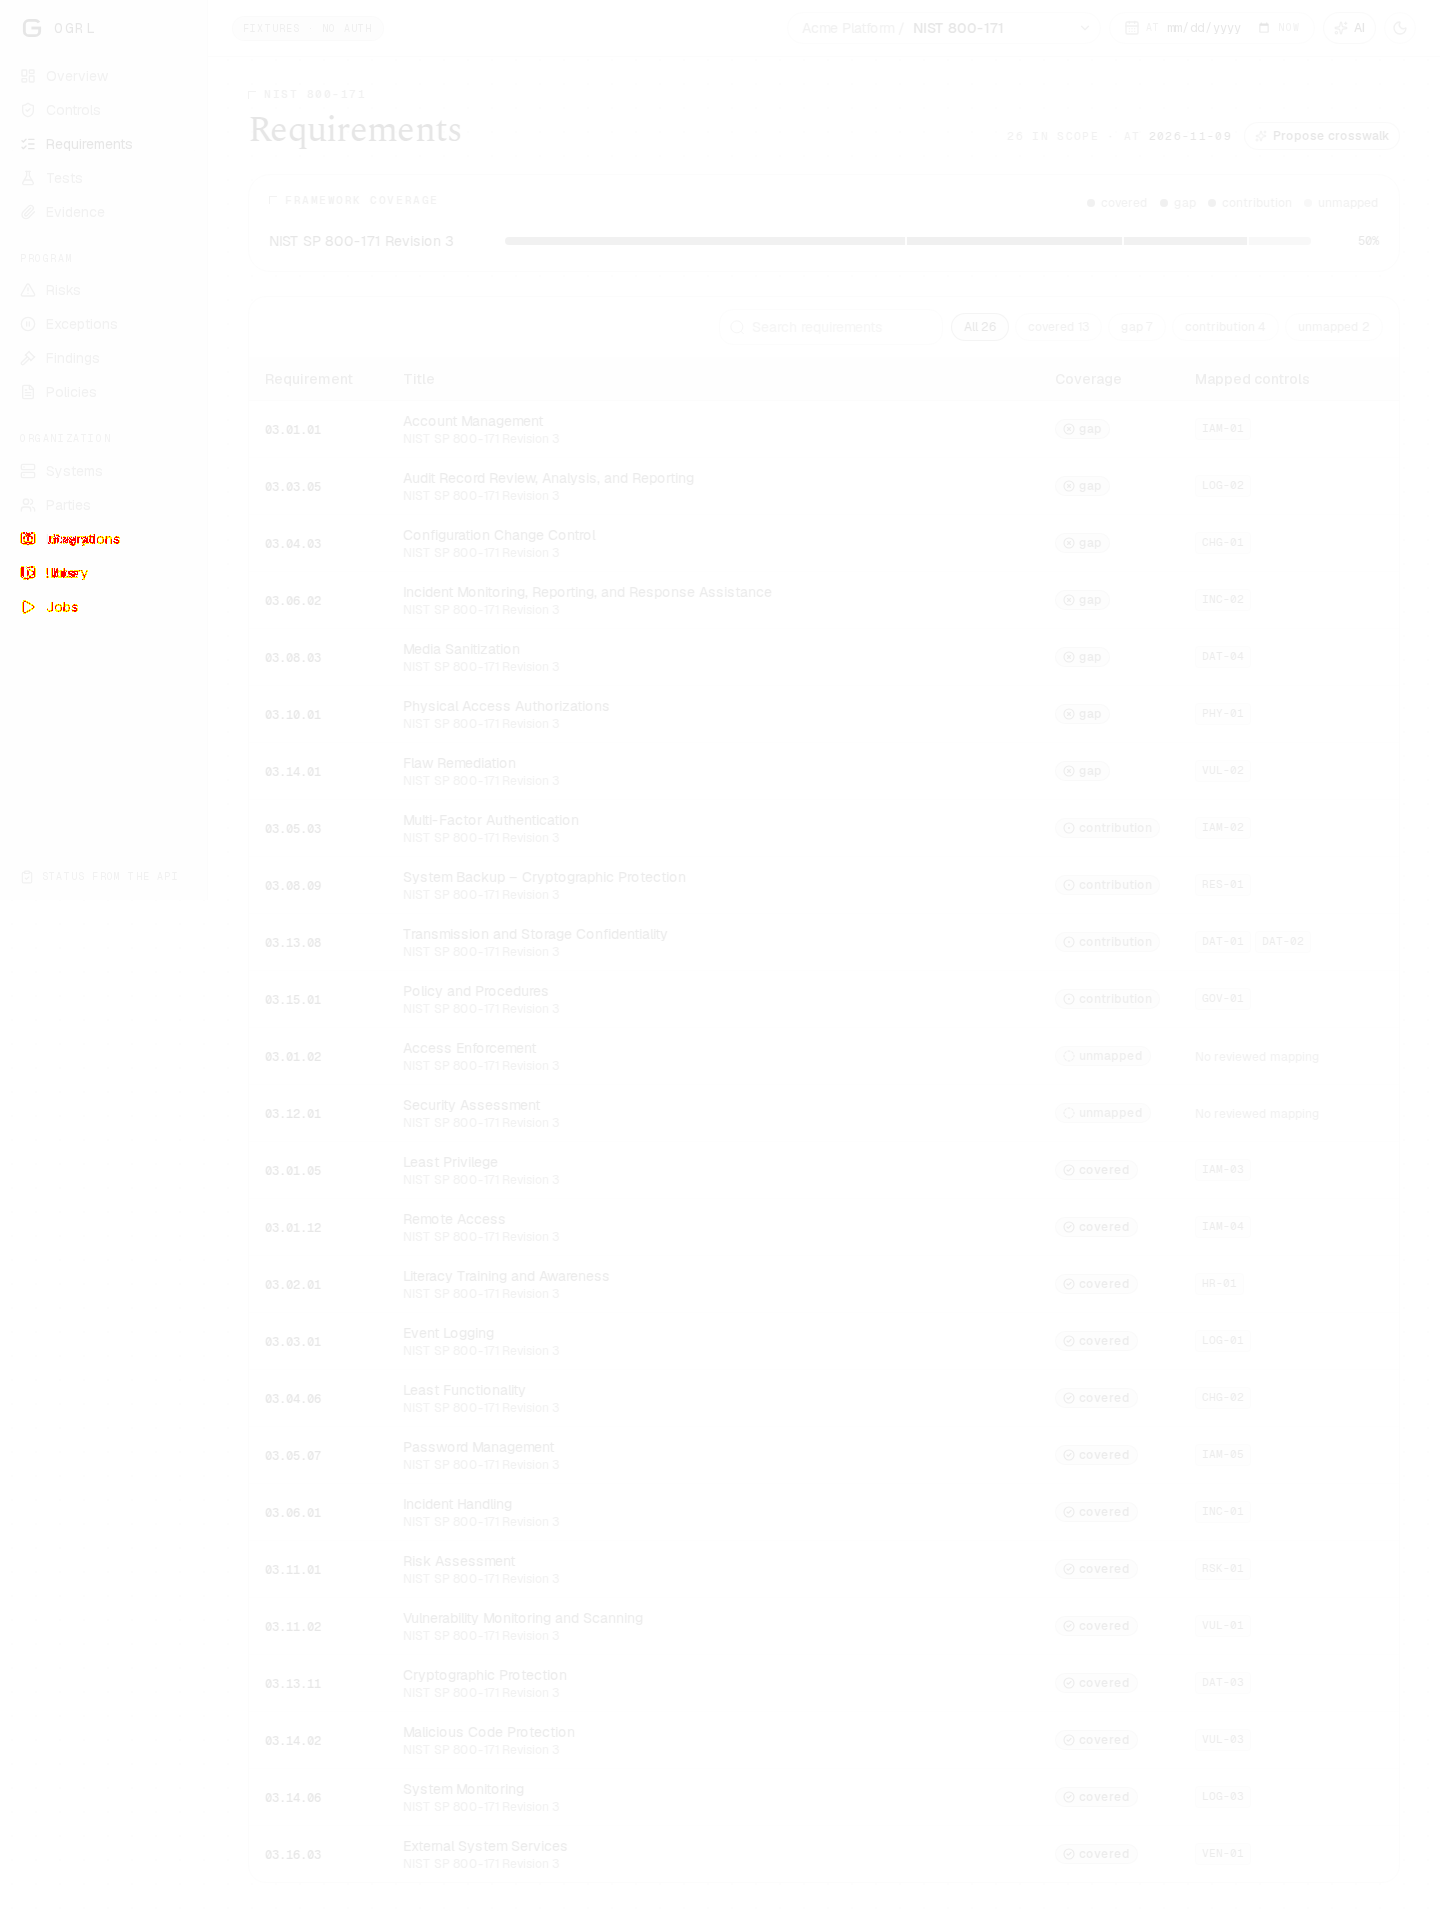 OGRL
FIXTURES NO AUTH
Acme Platform / NIST 800-171
AT mm/dd/yyyy NOW
AI
Overview
Controls
Requirements
Tests
Evidence
PROGRAM
Risks
Exceptions
Findings
Policies
ORGANIZATION
Systems
Parties
Jobs
STATUS FROM THE API
NIST 800-171
Requirements
26 IN SCOPE · AT 2026-11-09
Propose crosswalk
FRAMEWORK COVERAGE
covered gap contribution unmapped
NIST SP 800-171 Revision 3 50%
Search requirements
All 26 covered 13 gap 7 contribution 4 unmapped 2
Requirement Title Coverage Mapped controls
03.01.01 Account Management gap IAM-01
NIST SP 800-171 Revision 3
03.03.05 Audit Record Review, Analysis, and Reporting gap LOG-02
NIST SP 800-171 Revision 3
03.04.03 Configuration Change Control gap CHG-01
NIST SP 800-171 Revision 3
03.06.02 Incident Monitoring, Reporting, and Response Assistance gap INC-02
NIST SP 800-171 Revision 3
03.08.03 Media Sanitization gap DAT-04
NIST SP 800-171 Revision 3
03.10.01 Physical Access Authorizations gap PHY-01
NIST SP 800-171 Revision 3
03.14.01 Flaw Remediation gap VUL-02
NIST SP 800-171 Revision 3
03.05.03 Multi-Factor Authentication contribution IAM-02
NIST SP 800-171 Revision 3
03.08.09 System Backup – Cryptographic Protection contribution RES-01
NIST SP 800-171 Revision 3
03.13.08 Transmission and Storage Confidentiality contribution DAT-01 DAT-02
NIST SP 800-171 Revision 3
03.15.01 Policy and Procedures contribution GOV-01
NIST SP 800-171 Revision 3
03.01.02 Access Enforcement unmapped No reviewed mapping
NIST SP 800-171 Revision 3
03.12.01 Security Assessment unmapped No reviewed mapping
NIST SP 800-171 Revision 3
03.01.05 Least Privilege covered IAM-03
NIST SP 800-171 Revision 3
03.01.12 Remote Access covered IAM-04
NIST SP 800-171 Revision 3
03.02.01 Literacy Training and Awareness covered HR-01
NIST SP 800-171 Revision 3
03.03.01 Event Logging covered LOG-01
NIST SP 800-171 Revision 3
03.04.06 Least Functionality covered CHG-02
NIST SP 800-171 Revision 3
03.05.07 Password Management covered IAM-05
NIST SP 800-171 Revision 3
03.06.01 Incident Handling covered INC-01
NIST SP 800-171 Revision 3
03.11.01 Risk Assessment covered RSK-01
NIST SP 800-171 Revision 3
03.11.02 Vulnerability Monitoring and Scanning covered VUL-01
NIST SP 800-171 Revision 3
03.13.11 Cryptographic Protection covered DAT-03
NIST SP 800-171 Revision 3
03.14.02 Malicious Code Protection covered VUL-03
NIST SP 800-171 Revision 3
03.14.06 System Monitoring covered LOG-03
NIST SP 800-171 Revision 3
03.16.03 External System Services covered VEN-01
NIST SP 800-171 Revision 3